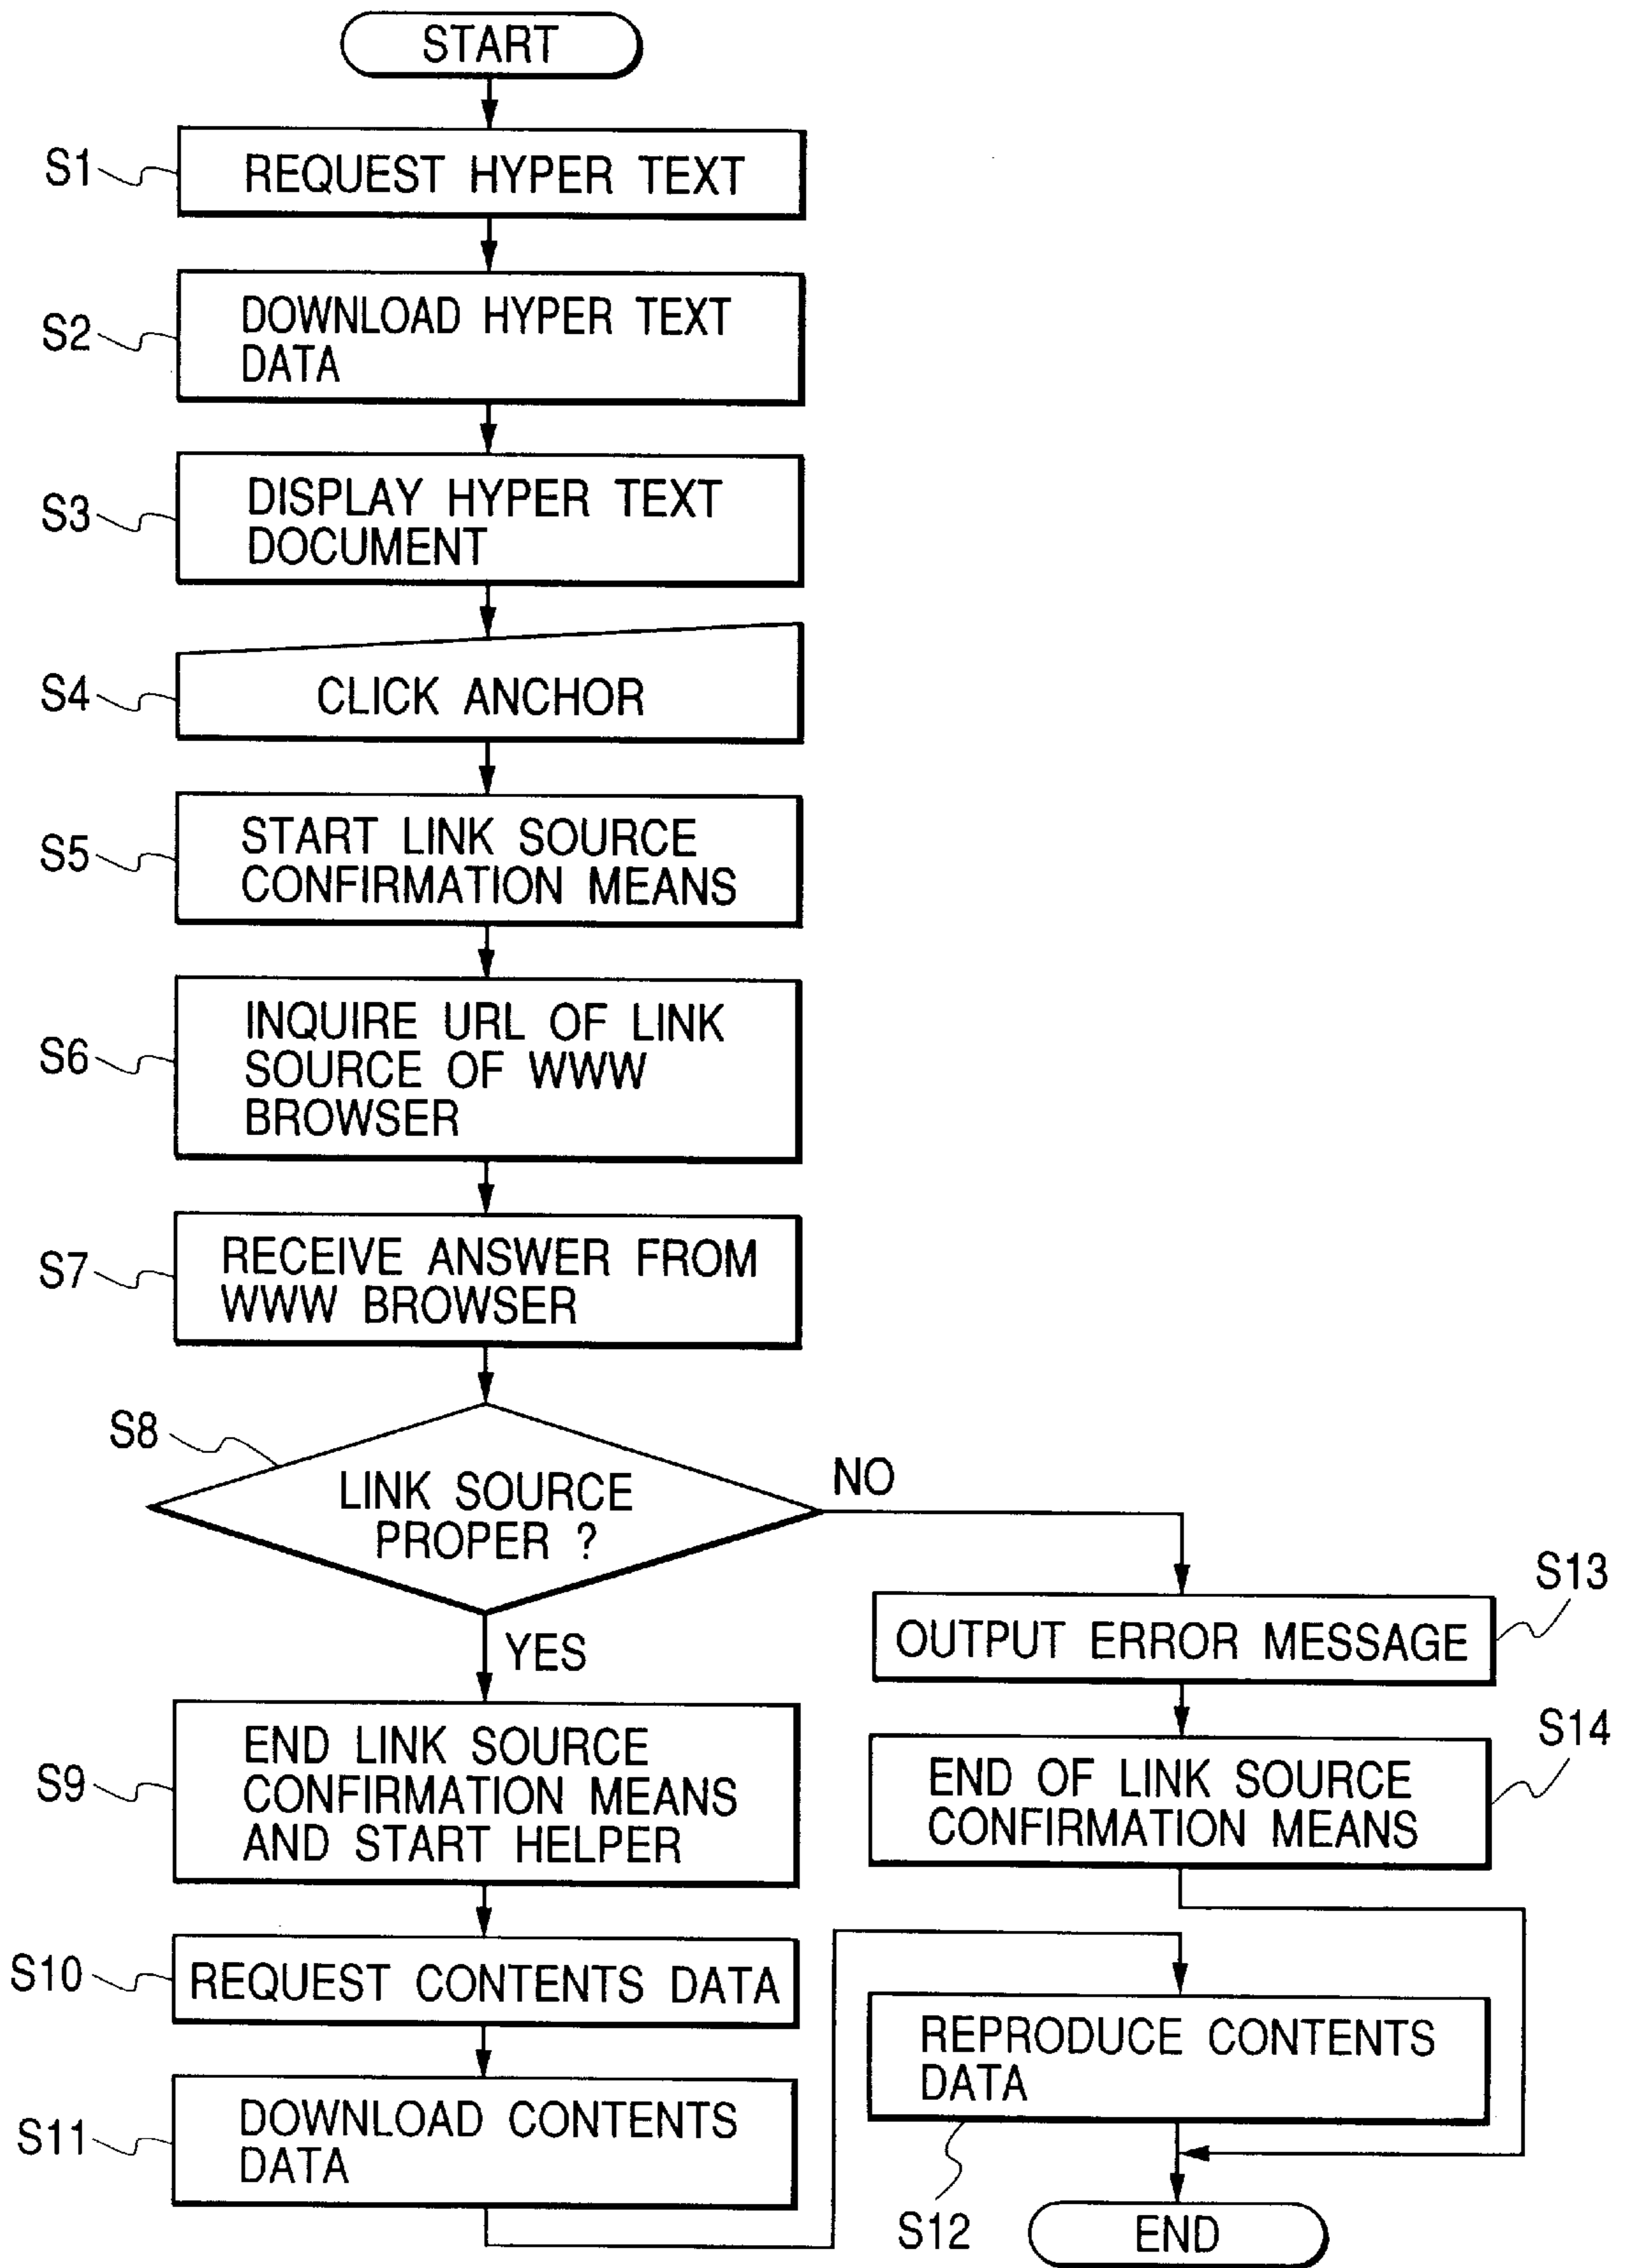 START
S1
REQUEST HYPER TEXT
S2
DOWNLOAD HYPER TEXT
DATA
S3
DISPLAY HYPER TEXT
DOCUMENT
S4
CLICK ANCHOR
S5
START LINK SOURCE
CONFIRMATION MEANS
S6
INQUIRE URL OF LINK
SOURCE OF WWW
BROWSER
S7
RECEIVE ANSWER FROM
WWW BROWSER
S8
LINK SOURCE
PROPER ?
NO
YES
S9
END LINK SOURCE
CONFIRMATION MEANS
AND START HELPER
S10
REQUEST CONTENTS DATA
S11
DOWNLOAD CONTENTS
DATA
S13
OUTPUT ERROR MESSAGE
S14
END OF LINK SOURCE
CONFIRMATION MEANS
REPRODUCE CONTENTS
DATA
S12
END